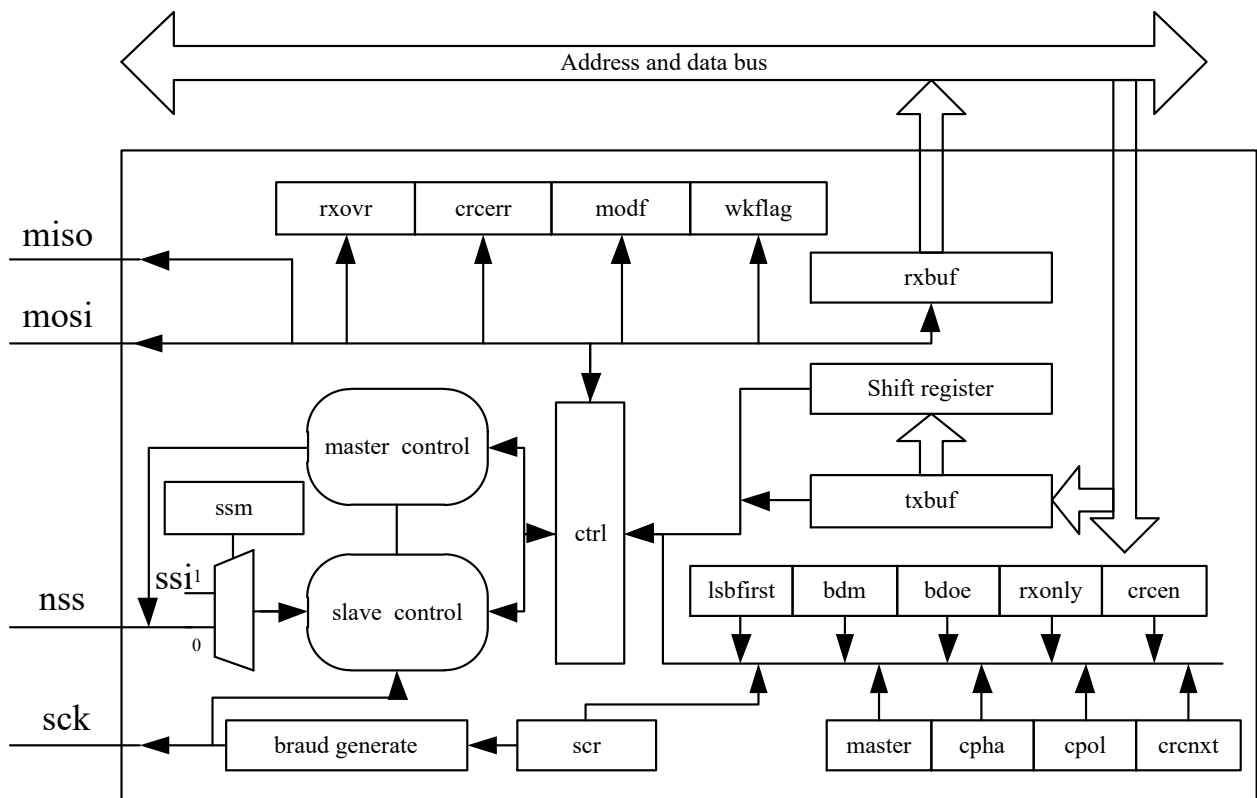 Address and data bus
rxovr crcerr modf wkflag
miso
rxbuf
mosi
Shift register
master control
ssm
txbuf
ctrl
ssi 1
lsbfirst bdm bdoe rxonly crcen
nss
slave control
0
sck
braud generate
scr
master cpha cpol crcnxt